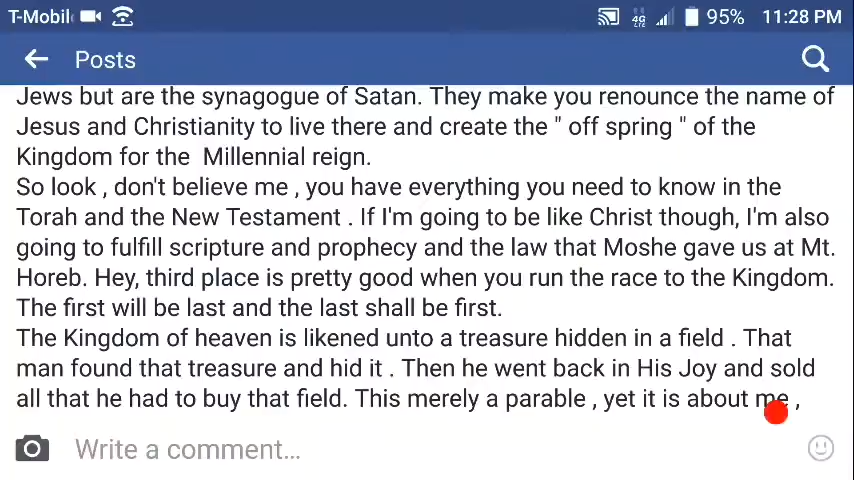 T-Mobil 4G LTE 95% 11:28 PM
Posts
Jews but are the synagogue of Satan. They make you renounce the name of
Jesus and Christianity to live there and create the " off spring " of the
Kingdom for the  Millennial reign.
So look , don't believe me , you have everything you need to know in the
Torah and the New Testament . If I'm going to be like Christ though, I'm also
going to fulfill scripture and prophecy and the law that Moshe gave us at Mt.
Horeb. Hey, third place is pretty good when you run the race to the Kingdom.
The first will be last and the last shall be first.
The Kingdom of heaven is likened unto a treasure hidden in a field . That
man found that treasure and hid it . Then he went back in His Joy and sold
all that he had to buy that field. This merely a parable , yet it is about me ,
Write a comment...